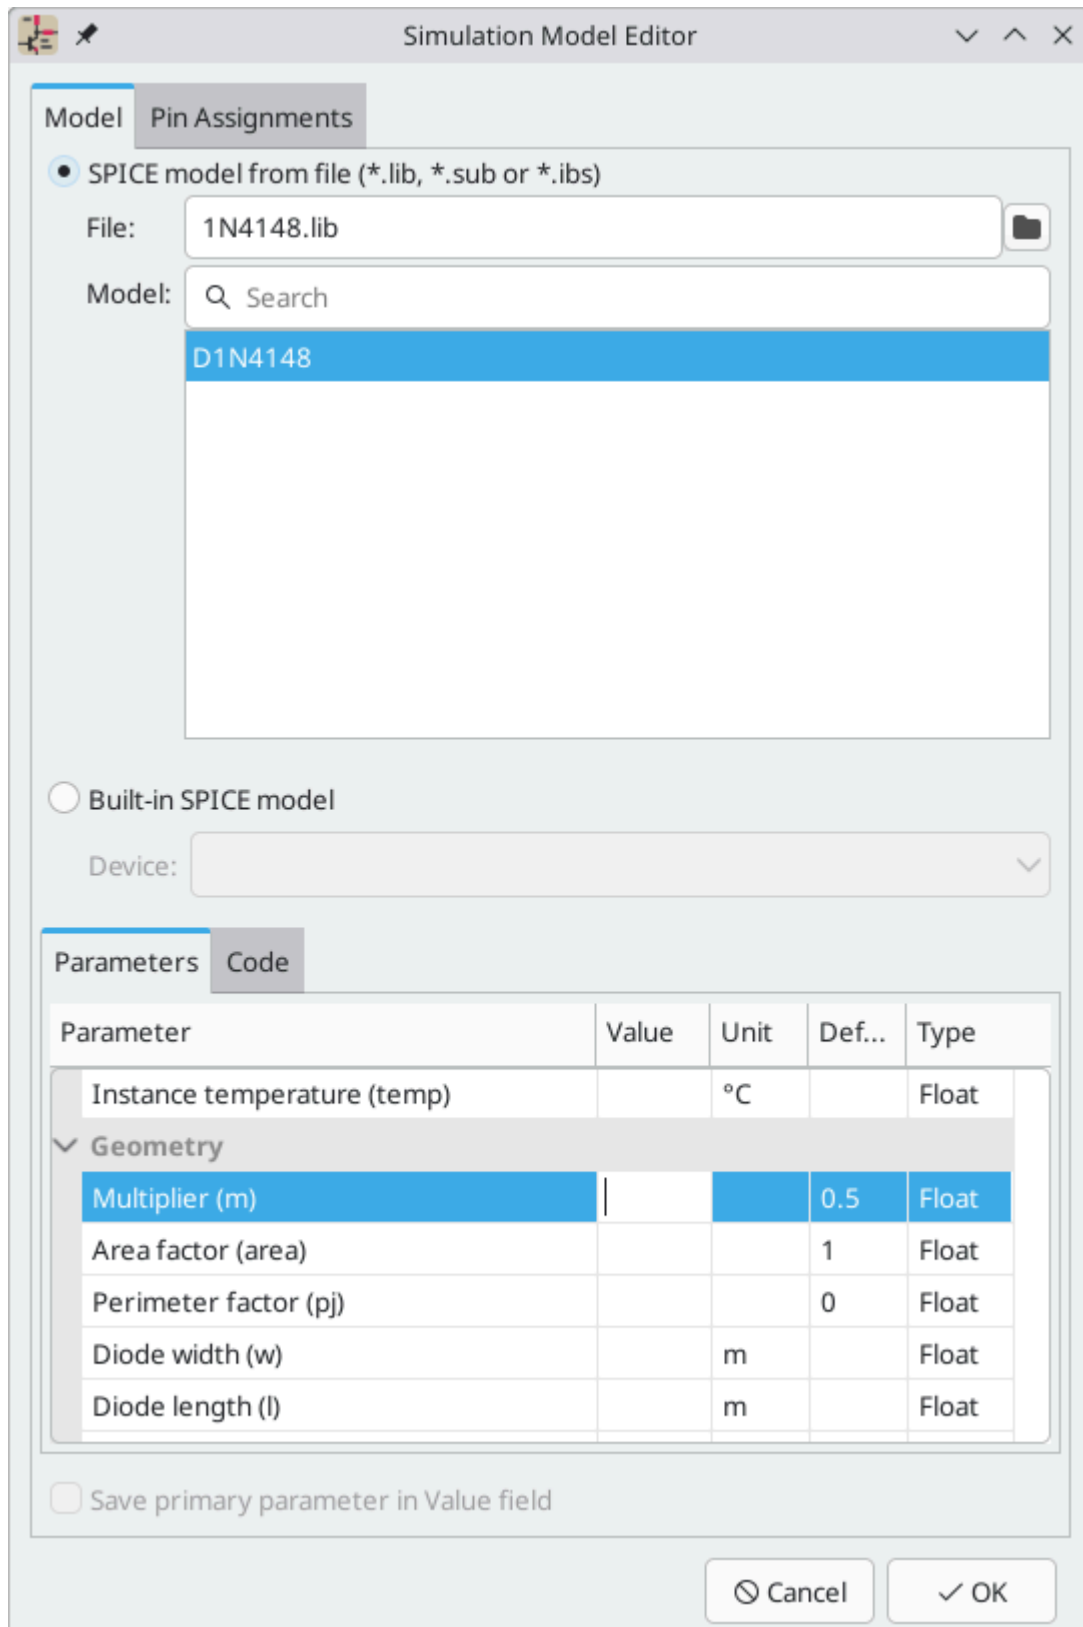 Simulation Model Editor
Model Pin Assignments
SPICE model from file (*.lib, *.sub or *.ibs)
File: 1N4148.lib
Model: Search
D1N4148
Built-in SPICE model
Device:
Parameters Code
Parameter Value Unit Def... Type
Instance temperature (temp) °C Float
Geometry
Multiplier (m) 0.5 Float
Area factor (area) 1 Float
Perimeter factor (pj) 0 Float
Diode width (w) m Float
Diode length (l) m Float
Save primary parameter in Value field
Cancel OK